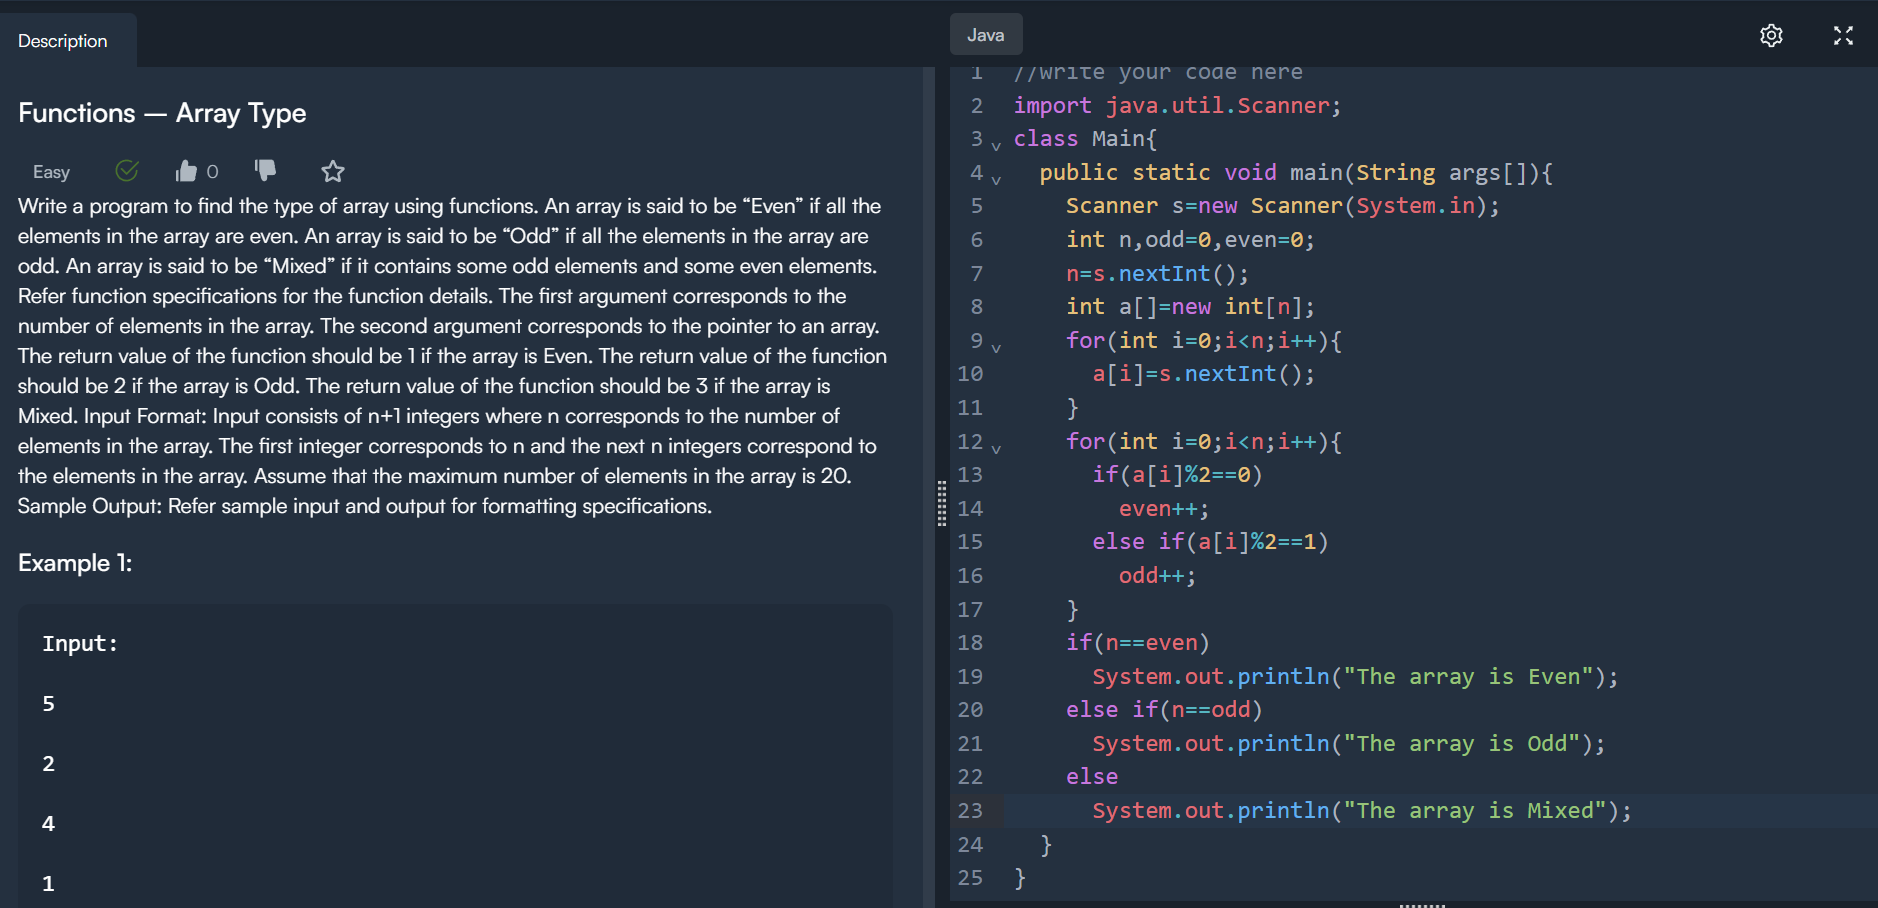 Description
Functions — Array Type
Easy 0
Write a program to find the type of array using functions. An array is said to be “Even” if all the
elements in the array are even. An array is said to be “Odd” if all the elements in the array are
odd. An array is said to be “Mixed” if it contains some odd elements and some even elements.
Refer function specifications for the function details. The first argument corresponds to the
number of elements in the array. The second argument corresponds to the pointer to an array.
The return value of the function should be 1 if the array is Even. The return value of the function
should be 2 if the array is Odd. The return value of the function should be 3 if the array is
Mixed. Input Format: Input consists of n+1 integers where n corresponds to the number of
elements in the array. The first integer corresponds to n and the next n integers correspond to
the elements in the array. Assume that the maximum number of elements in the array is 20.
Sample Output: Refer sample input and output for formatting specifications.
Example 1:
Input:
5
2
4
1
Java
1 //write your code here
2 import java.util.Scanner;
3 class Main{
4 public static void main(String args[]){
5 Scanner s=new Scanner(System.in);
6 int n,odd=0,even=0;
7 n=s.nextInt();
8 int a[]=new int[n];
9 for(int i=0;i<n;i++){
10 a[i]=s.nextInt();
11 }
12 for(int i=0;i<n;i++){
13 if(a[i]%2==0)
14 even++;
15 else if(a[i]%2==1)
16 odd++;
17 }
18 if(n==even)
19 System.out.println("The array is Even");
20 else if(n==odd)
21 System.out.println("The array is Odd");
22 else
23 System.out.println("The array is Mixed");
24 }
25 }